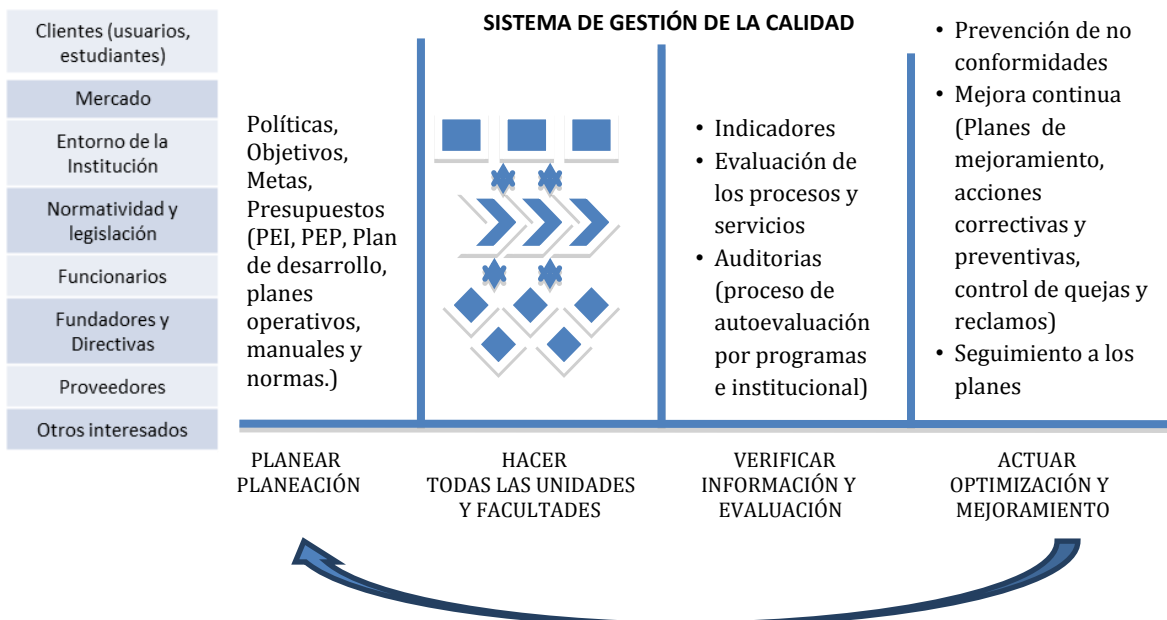 SISTEMA DE GESTIÓN DE LA CALIDAD
Clientes (usuarios,
estudiantes)
Mercado
Entorno de la
Institución
Normatividad y
legislación
Funcionarios
Fundadores y
Directivas
Proveedores
Otros interesados
Políticas,
Objetivos,
Metas,
Presupuestos
(PEI, PEP, Plan
de desarrollo,
planes
operativos,
manuales y
normas.)
• Indicadores
• Evaluación de
los procesos y
servicios
• Auditorias
(proceso de
autoevaluación
por programas
e institucional)
• Prevención de no
conformidades
• Mejora continua
(Planes de
mejoramiento,
acciones
correctivas y
preventivas,
control de quejas y
reclamos)
• Seguimiento a los
planes
PLANEAR
PLANEACIÓN
HACER
TODAS LAS UNIDADES
Y FACULTADES
VERIFICAR
INFORMACIÓN Y
EVALUACIÓN
ACTUAR
OPTIMIZACIÓN Y
MEJORAMIENTO